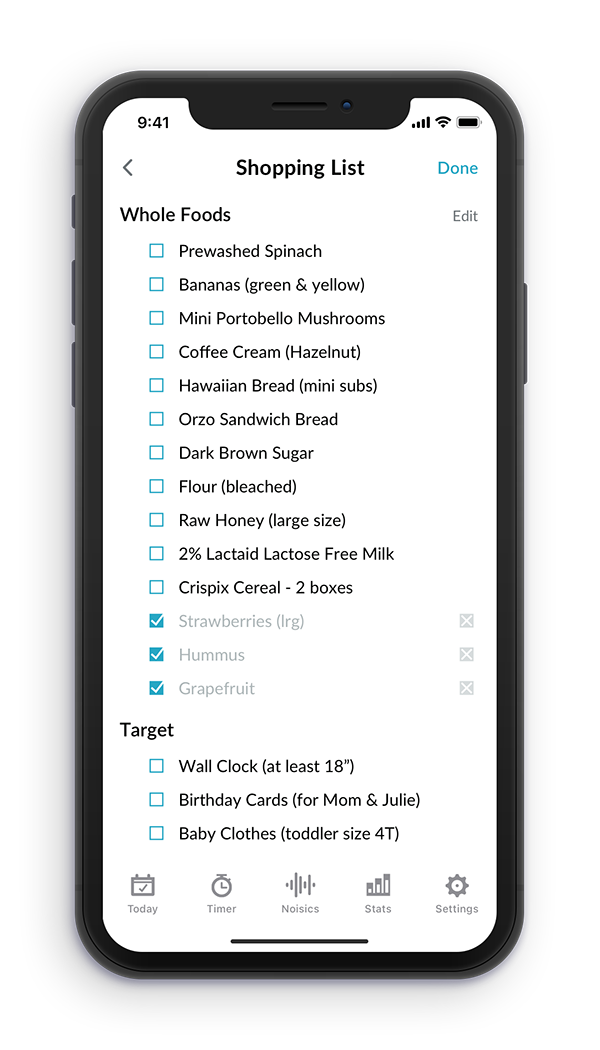 9:41
Shopping List
Done
Whole Foods
Edit
Prewashed Spinach
Bananas (green & yellow)
Mini Portobello Mushrooms
Coffee Cream (Hazelnut)
Hawaiian Bread (mini subs)
Orzo Sandwich Bread
Dark Brown Sugar
Flour (bleached)
Raw Honey (large size)
2% Lactaid Lactose Free Milk
Crispix Cereal - 2 boxes
Strawberries (lrg)
Hummus
Grapefruit
Target
Wall Clock (at least 18”)
Birthday Cards (for Mom & Julie)
Baby Clothes (toddler size 4T)
Today
Timer
Noisics
Stats
Settings